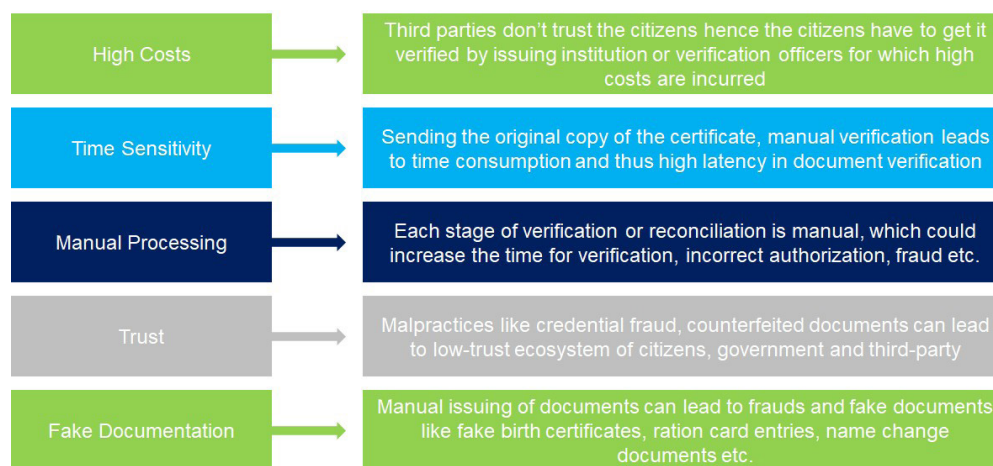 High Costs
Third parties don't trust the citizens hence the citizens have to get it
verified by issuing institution or verification officers for which high
costs are incurred
Time Sensitivity
Sending the original copy of the certificate, manual verification leads
to time consumption and thus high latency in document verification
Manual Processing
Each stage of verification or reconciliation is manual, which could
increase the time for verification, incorrect authorization, fraud etc.
Trust
Malpractices like credential fraud, counterfeited documents can lead
to low-trust ecosystem of citizens, government and third-party
Fake Documentation
Manual issuing of documents can lead to frauds and fake documents
like fake birth certificates, ration card entries, name change
documents etc.